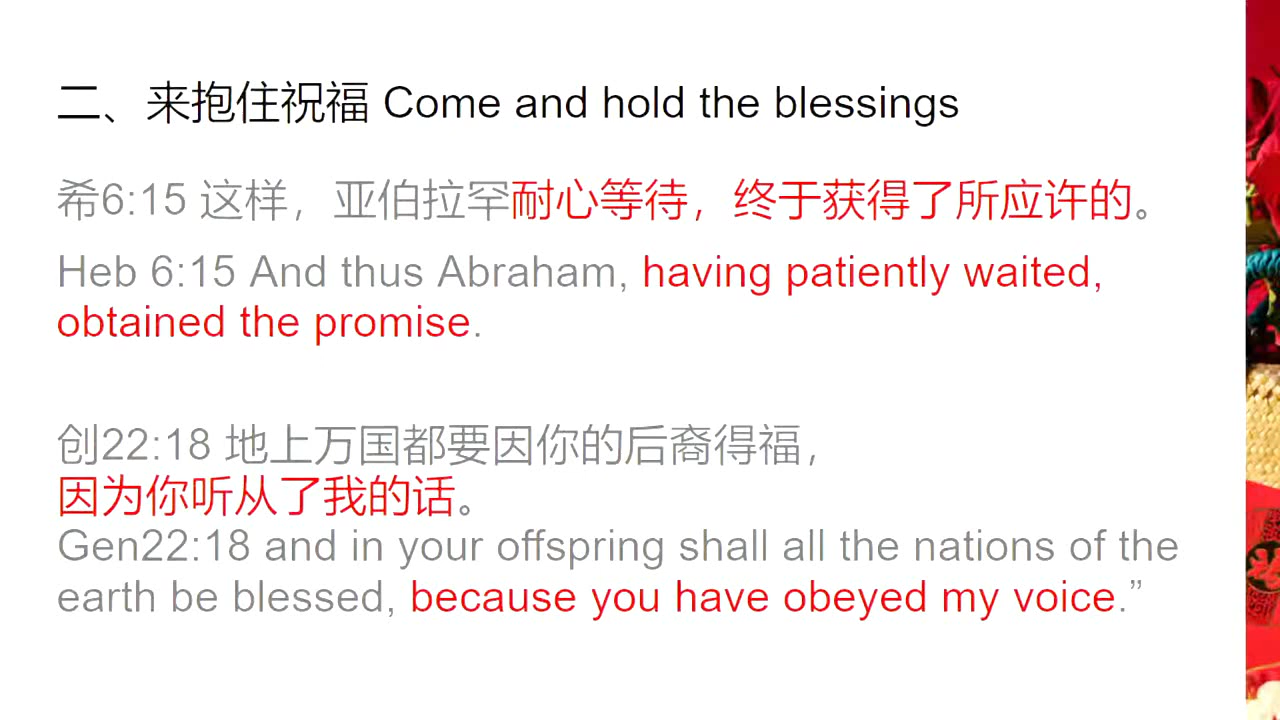 二、来抱住祝福 Come and hold the blessings
希6:15 这样，亚伯拉罕耐心等待，终于获得了所应许的。
Heb 6:15 And thus Abraham, having patiently waited,
obtained the promise.
创22:18 地上万国都要因你的后裔得福，
因为你听从了我的话。
Gen22:18 and in your offspring shall all the nations of the
earth be blessed, because you have obeyed my voice.”